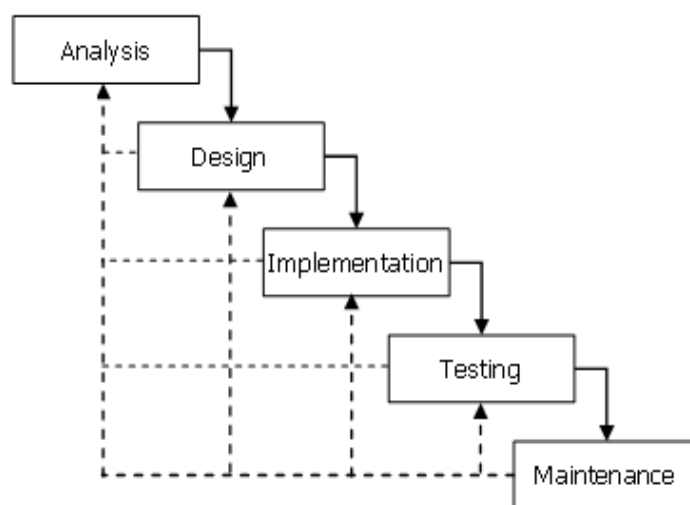 Analysis
Design
Implementation
Testing
Maintenance